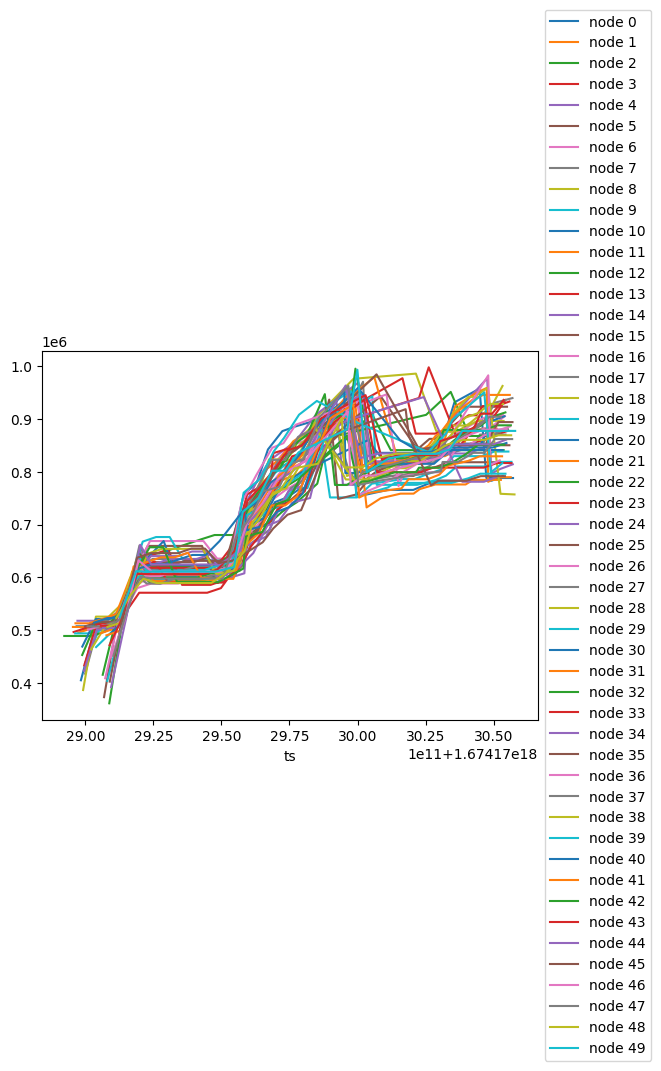 1e6
1.0
0.9
0.8
0.7
0.6
0.5
0.4
29.00 29.25 29.50 29.75 30.00 30.25 30.50
1e11+1.67417e18
ts
node 0
node 1
node 2
node 3
node 4
node 5
node 6
node 7
node 8
node 9
node 10
node 11
node 12
node 13
node 14
node 15
node 16
node 17
node 18
node 19
node 20
node 21
node 22
node 23
node 24
node 25
node 26
node 27
node 28
node 29
node 30
node 31
node 32
node 33
node 34
node 35
node 36
node 37
node 38
node 39
node 40
node 41
node 42
node 43
node 44
node 45
node 46
node 47
node 48
node 49